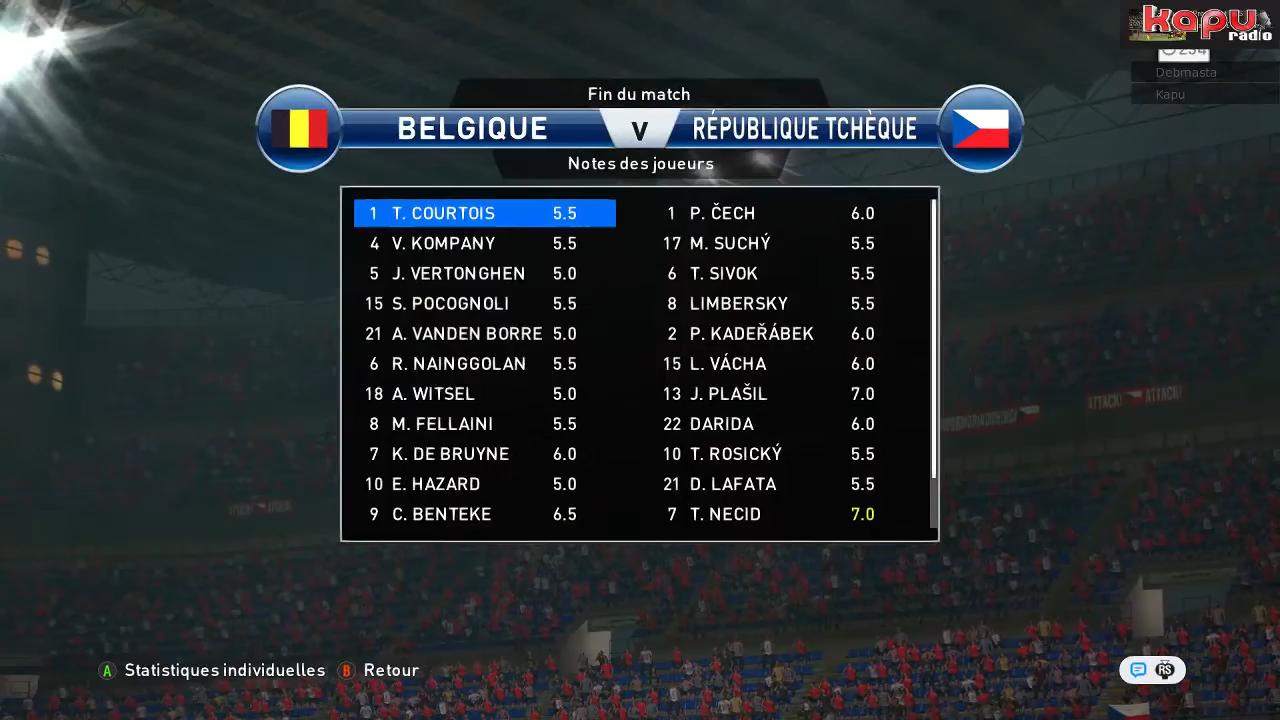 kapu
radio
234
Debmasta
Kapu
Fin du match
BELGIQUE V RÉPUBLIQUE TCHÈQUE
Notes des joueurs
1 T. COURTOIS 5.5 1 P. ČECH 6.0
4 V. KOMPANY 5.5 17 M. SUCHÝ 5.5
5 J. VERTONGHEN 5.0 6 T. SIVOK 5.5
15 S. POCOGNOLI 5.5 8 LIMBERSKY 5.5
21 A. VANDEN BORRE 5.0 2 P. KADEŘÁBEK 6.0
6 R. NAINGGOLAN 5.5 15 L. VÁCHA 6.0
18 A. WITSEL 5.0 13 J. PLAŠIL 7.0
8 M. FELLAINI 5.5 22 DARIDA 6.0
7 K. DE BRUYNE 6.0 10 T. ROSICKÝ 5.5
10 E. HAZARD 5.0 21 D. LAFATA 5.5
9 C. BENTEKE 6.5 7 T. NECID 7.0
ATTACK! ATTACK!
A Statistiques individuelles B Retour
RS